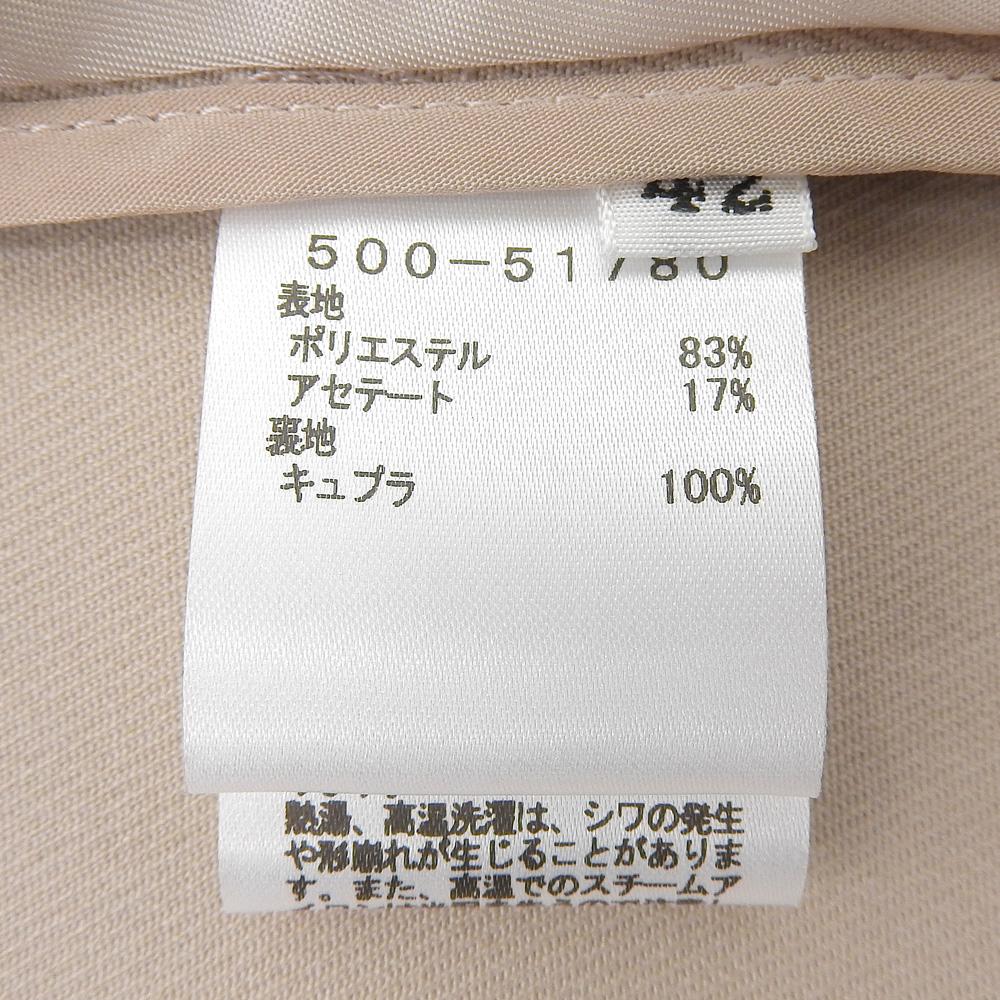 42
500-51780
表地
ポリエステル 83%
アセテート 17%
裏地
キュプラ 100%
熱湯、高温洗濯は、シワの発生
や形崩れが生じることがありま
す。また、高温でのスチームア